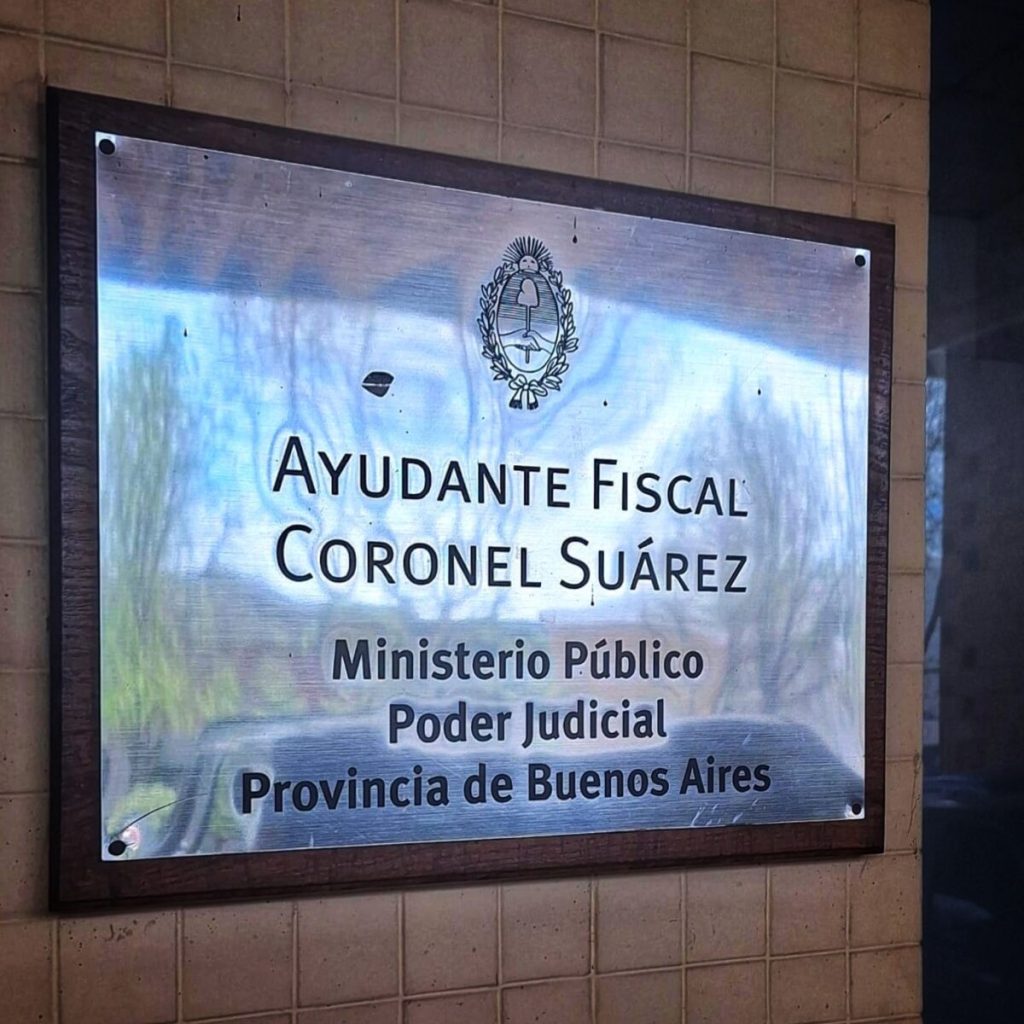 AYUDANTE FISCAL
CORONEL SUÁREZ
Ministerio Público
Poder Judicial
Provincia de Buenos Aires